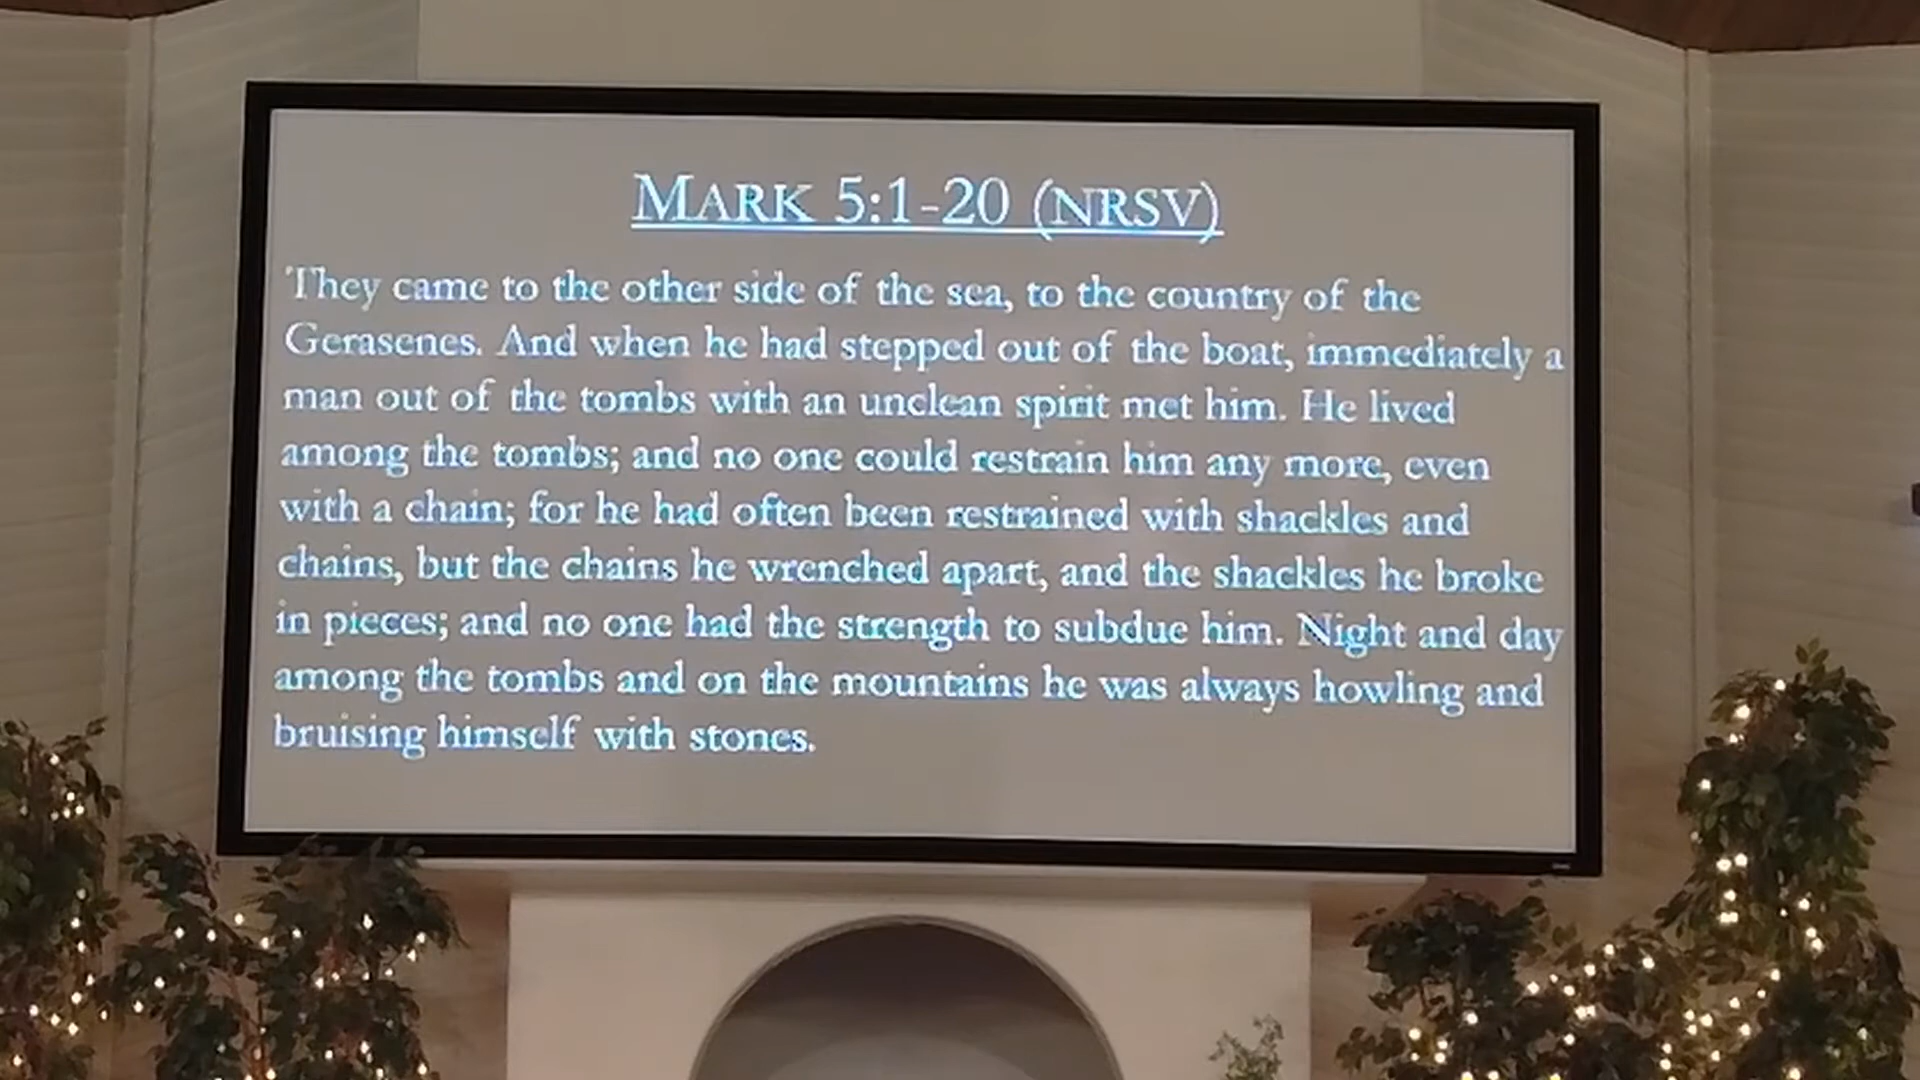 MARK 5:1-20 (NRSV)
They came to the other side of the sea, to the country of the
Gerasenes. And when he had stepped out of the boat, immediately a
man out of the tombs with an unclean spirit met him. He lived
among the tombs; and no one could restrain him any more, even
with a chain; for he had often been restrained with shackles and
chains, but the chains he wrenched apart, and the shackles he broke
in pieces; and no one had the strength to subdue him. Night and day
among the tombs and on the mountains he was always howling and
bruising himself with stones.